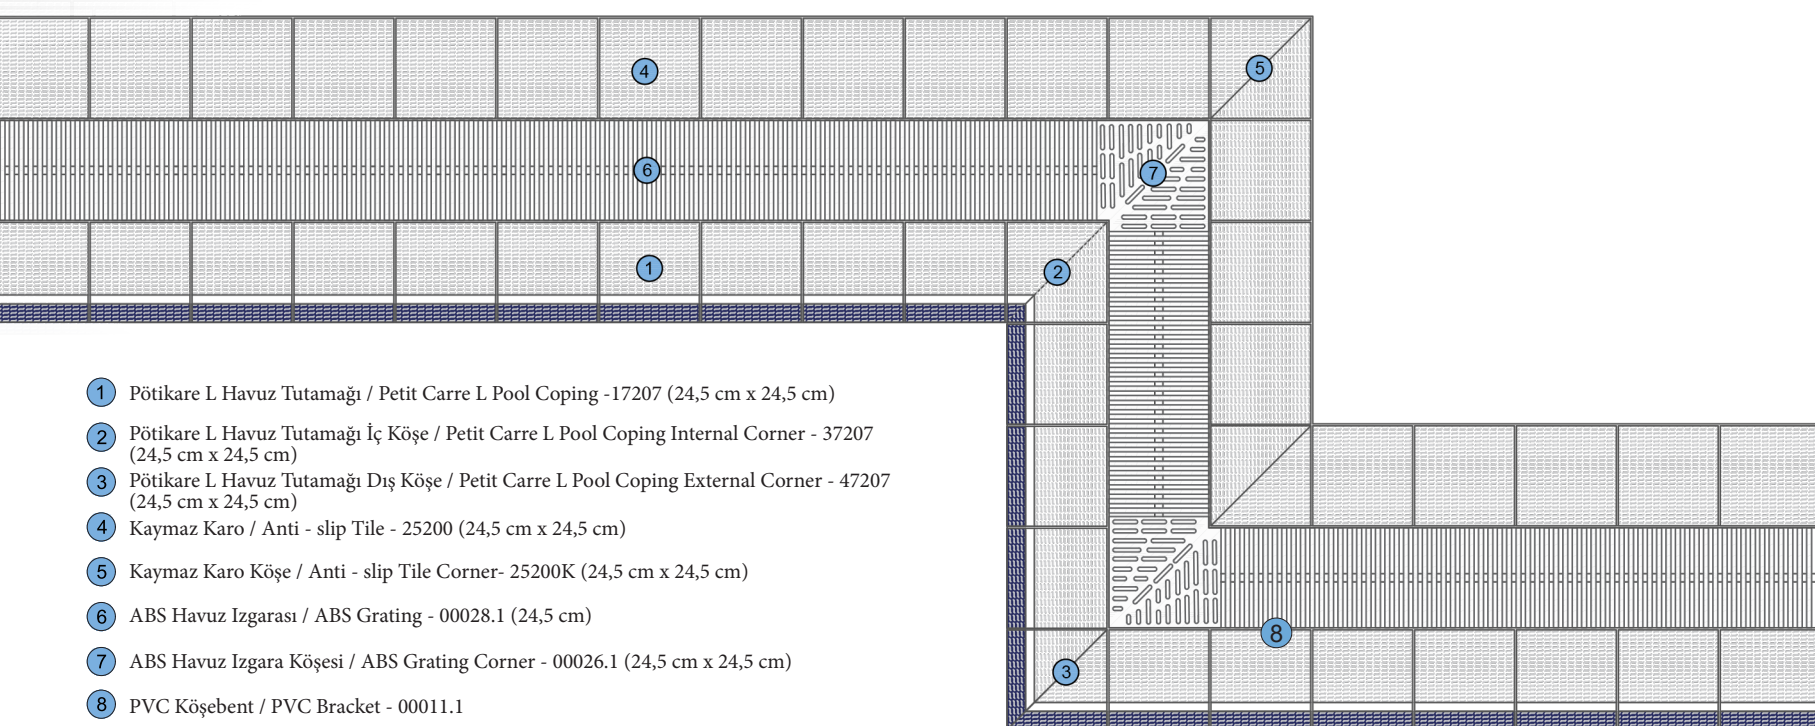 4
5
6
7
1
2
1 Pötikare L Havuz Tutamağı / Petit Carre L Pool Coping -17207 (24,5 cm x 24,5 cm)
2 Pötikare L Havuz Tutamağı İç Köşe / Petit Carre L Pool Coping Internal Corner - 37207
(24,5 cm x 24,5 cm)
3 Pötikare L Havuz Tutamağı Dış Köşe / Petit Carre L Pool Coping External Corner - 47207
(24,5 cm x 24,5 cm)
4 Kaymaz Karo / Anti - slip Tile - 25200 (24,5 cm x 24,5 cm)
5 Kaymaz Karo Köşe / Anti - slip Tile Corner- 25200K (24,5 cm x 24,5 cm)
6 ABS Havuz Izgarası / ABS Grating - 00028.1 (24,5 cm)
7 ABS Havuz Izgara Köşesi / ABS Grating Corner - 00026.1 (24,5 cm x 24,5 cm)
8 PVC Köşebent / PVC Bracket - 00011.1
8
3